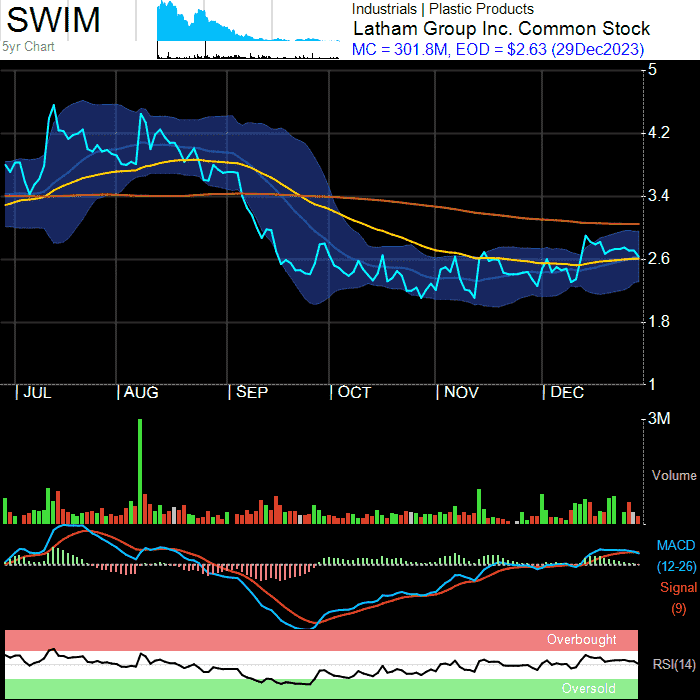 SWIM
5yr Chart
Industrials | Plastic Products
Latham Group Inc. Common Stock
MC = 301.8M, EOD = $2.63 (29Dec2023)
5
4.2
3.4
2.6
1.8
1
| JUL | AUG | SEP | OCT | NOV | DEC
3M
Volume
MACD
(12-26)
Signal
(9)
Overbought
RSI(14)
Oversold